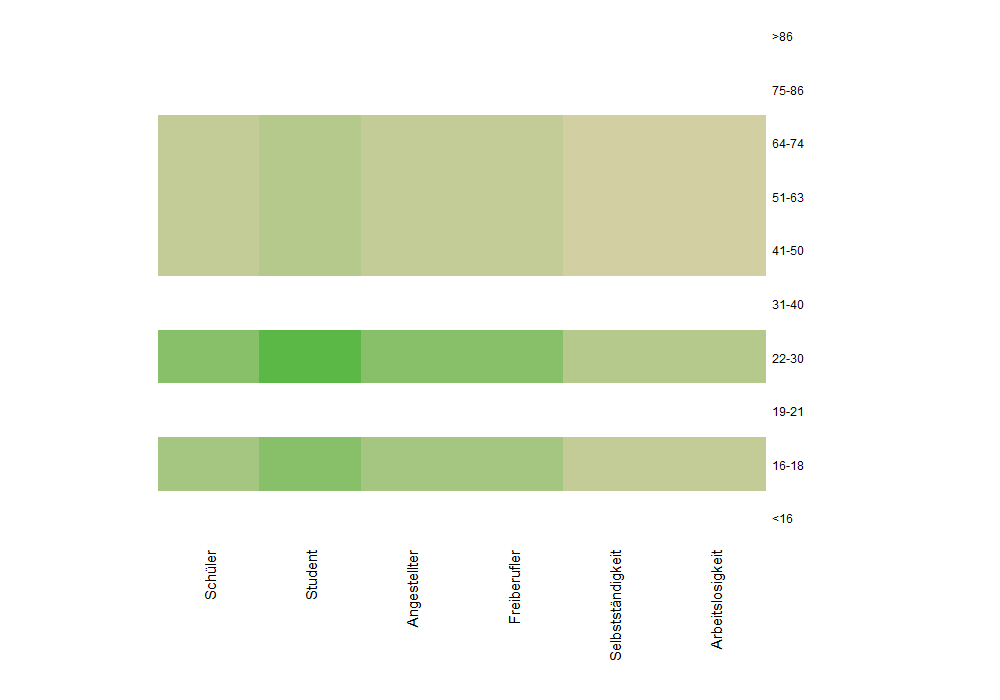 >86
75-86
64-74
51-63
41-50
31-40
22-30
19-21
16-18
<16
Schüler
Student
Angestellter
Freiberufler
Selbstständigkeit
Arbeitslosigkeit